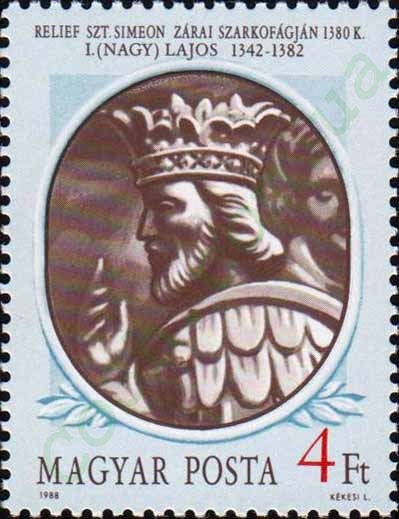 RELIEF SZT. SIMEON ZÁRAI SZARKOFÁGJÁN 1380 K.
I. (NAGY) LAJOS 1342-1382
MAGYAR POSTA 4 Ft
1988 KÉKESI L.